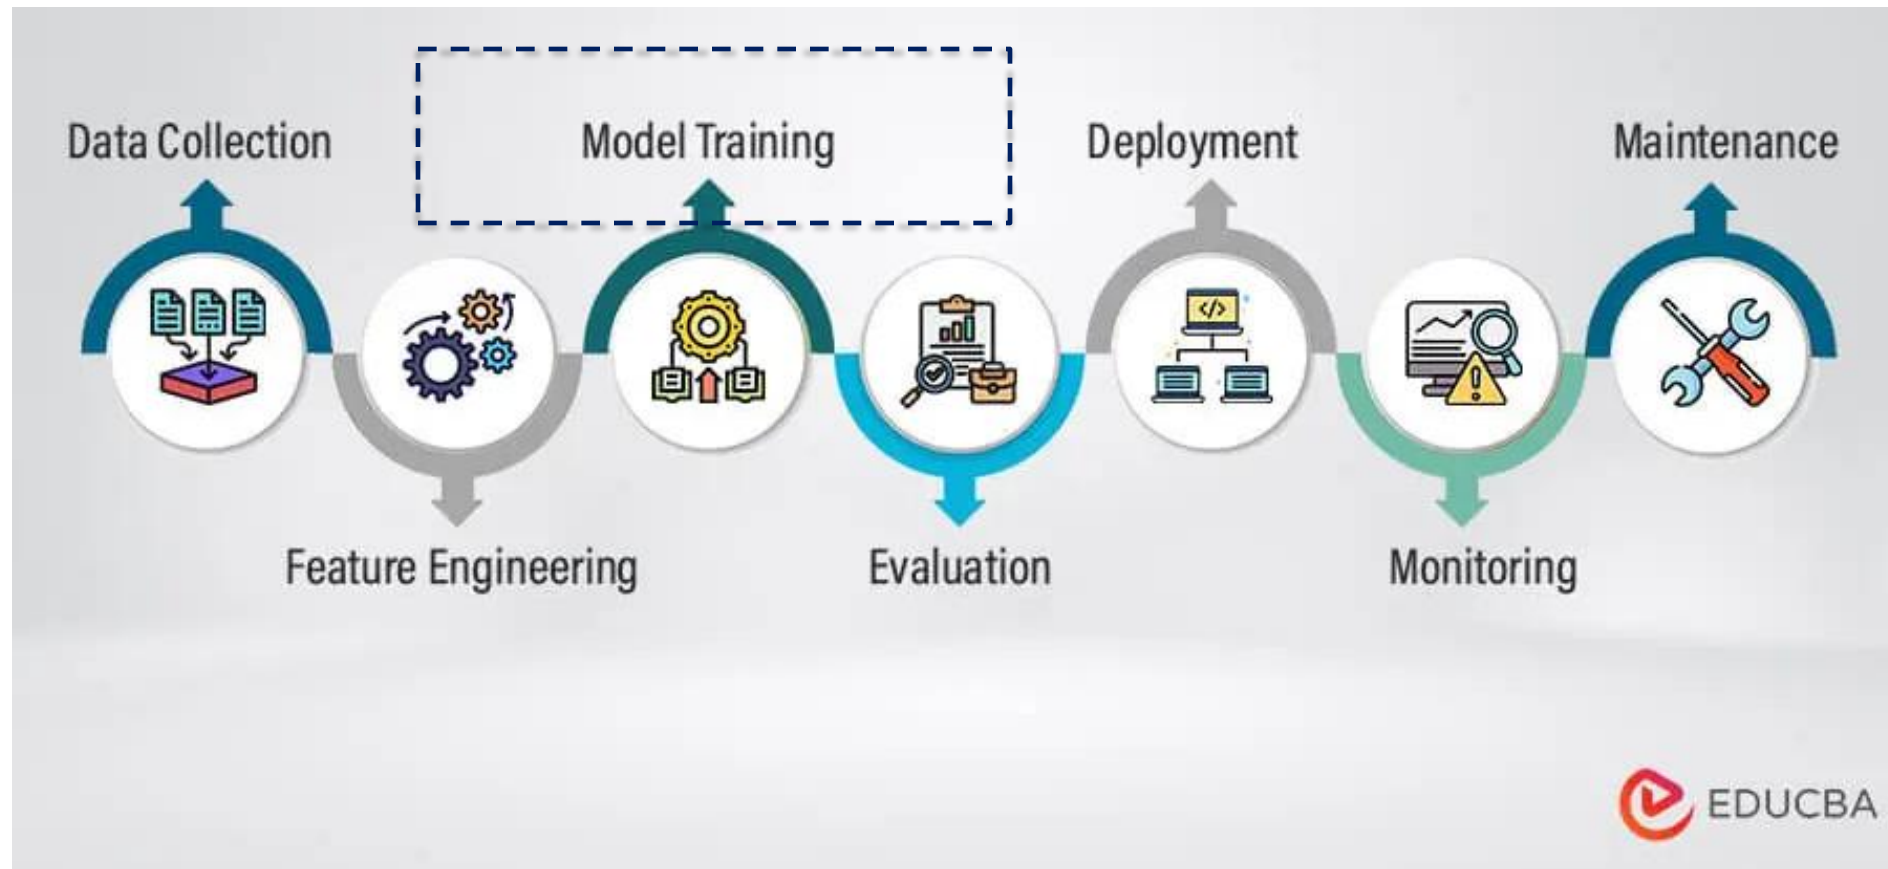 Data Collection
Model Training
Deployment
Maintenance
</>
Feature Engineering
Evaluation
Monitoring
EDUCBA